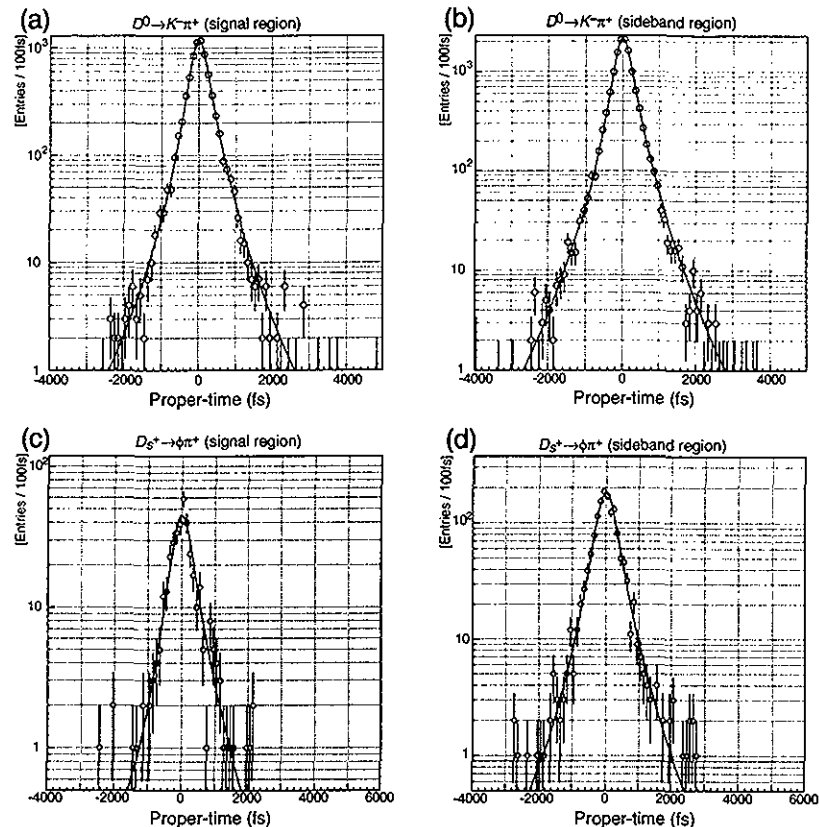 (a)
D⁰→K⁻π⁺ (signal region)
[Entries / 100fs]
10³
10²
10
1
-4000 -2000 0 2000 4000
Proper-time (fs)
(b)
D⁰→K⁻π⁺ (sideband region)
[Entries / 100fs]
10³
10²
10
1
-4000 -2000 0 2000 4000
Proper-time (fs)
(c)
Ds⁺→ϕπ⁺ (signal region)
[Entries / 100fs]
10²
10
1
-4000 -2000 0 2000 4000 6000
Proper-time (fs)
(d)
Ds⁺→ϕπ⁺ (sideband region)
[Entries / 100fs]
10²
10
1
-4000 -2000 0 2000 4000 6000
Proper-time (fs)